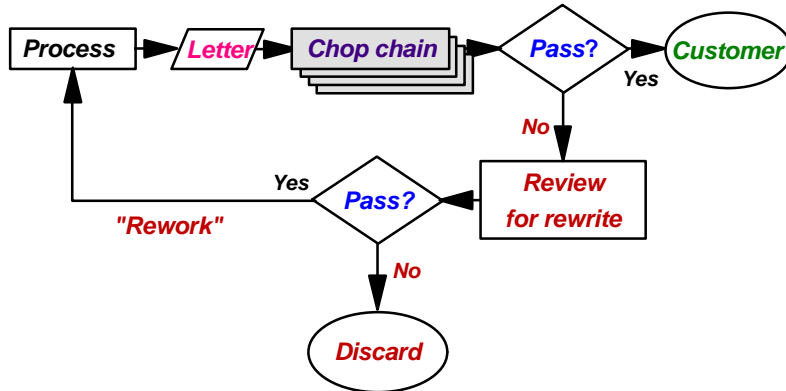 Process
Letter
Chop chain
Pass?
Customer
Yes
No
Review
for rewrite
Yes
Pass?
"Rework"
No
Discard